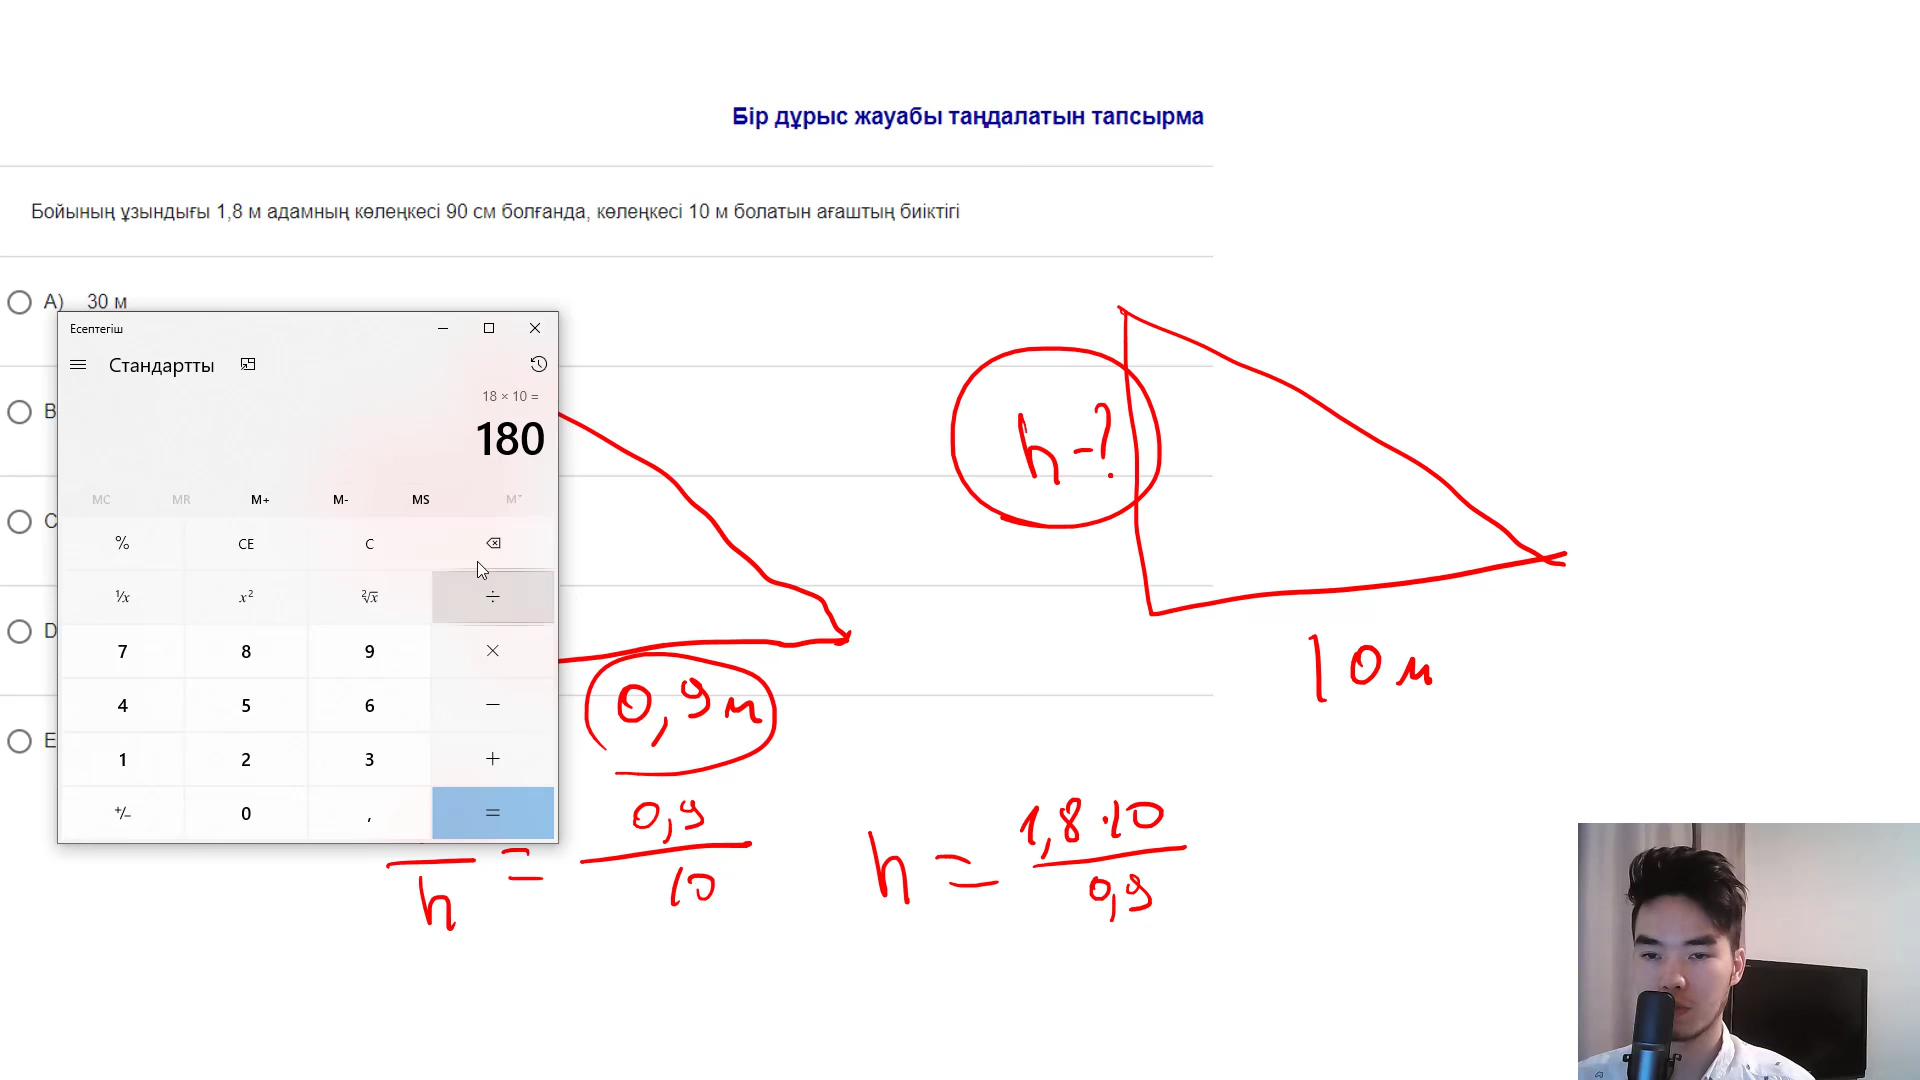 Бір дұрыс жауабы таңдалатын тапсырма
Бойының ұзындығы 1,8 м адамның көлеңкесі 90 см болғанда, көлеңкесі 10 м болатын ағаштың биіктігі
A) 30 м
B
C
D
E
Есептегіш
Стандартты
18 × 10 =
180
MC MR M+ M- MS M˅
% CE C
¹/x x² ²√x ÷
7 8 9 ×
4 5 6 −
1 2 3 +
+/− 0 , =
h-?
10м
0,9м
h = 0,9/10
h = 1,8·10/0,9